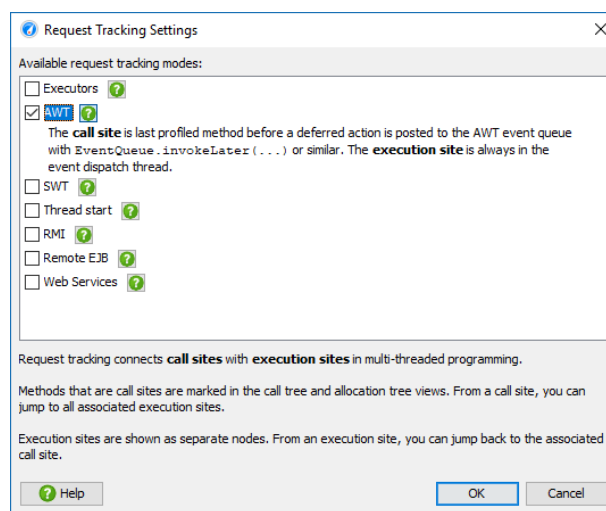 Request Tracking Settings
Available request tracking modes:
Executors
AWT
The call site is last profiled method before a deferred action is posted to the AWT event queue
with EventQueue.invokeLater(...) or similar. The execution site is always in the
event dispatch thread.
SWT
Thread start
RMI
Remote EJB
Web Services
Request tracking connects call sites with execution sites in multi-threaded programming.
Methods that are call sites are marked in the call tree and allocation tree views. From a call site, you can
jump to all associated execution sites.
Execution sites are shown as separate nodes. From an execution site, you can jump back to the associated
call site.
Help
OK
Cancel